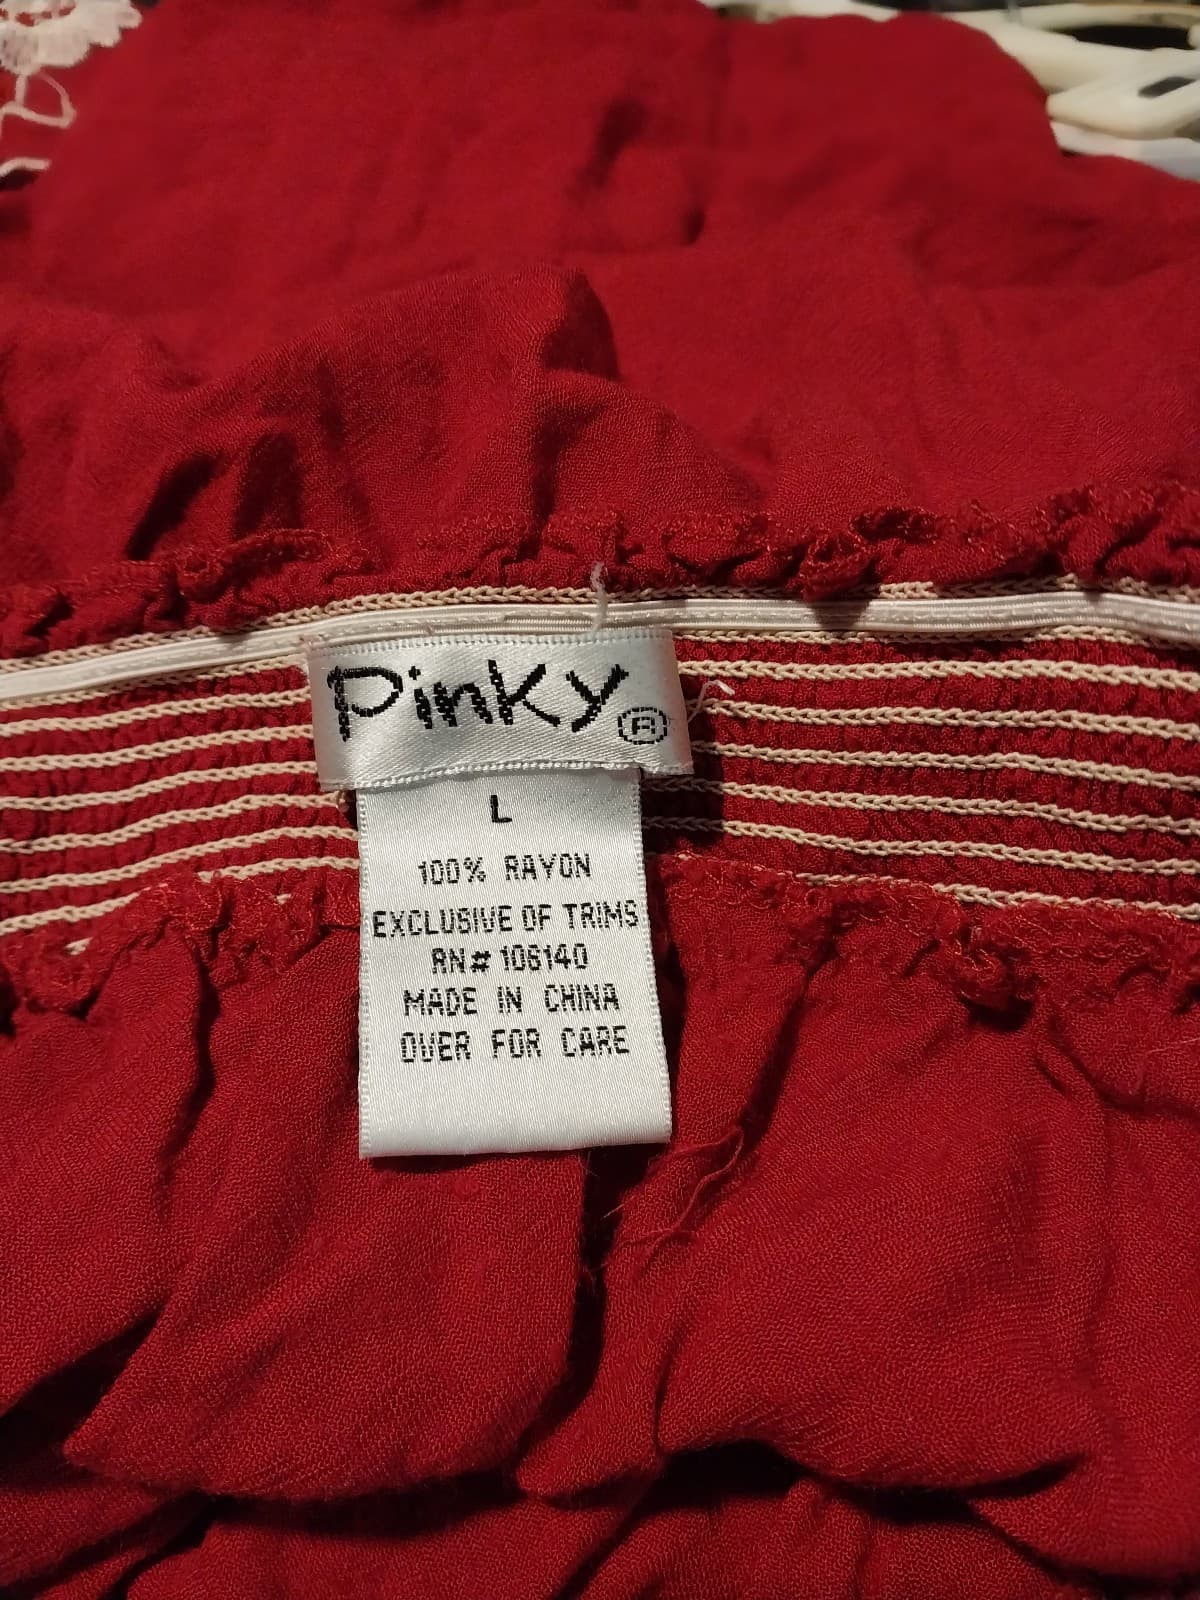 Pinky ®
L
100% RAYON
EXCLUSIVE OF TRIMS
RN# 106140
MADE IN CHINA
OVER FOR CARE